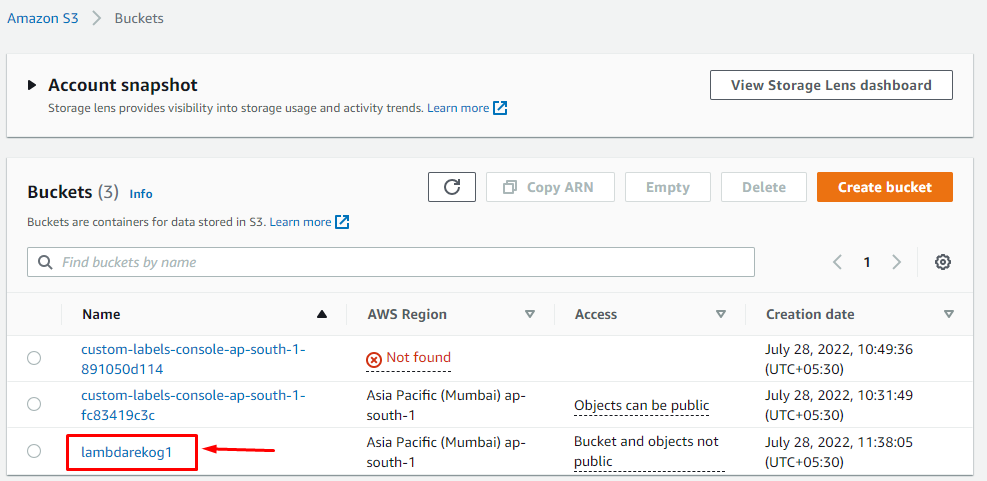 Amazon S3 > Buckets
Account snapshot
View Storage Lens dashboard
Storage lens provides visibility into storage usage and activity trends. Learn more
Buckets (3) Info
Copy ARN
Empty
Delete
Create bucket
Buckets are containers for data stored in S3. Learn more
Find buckets by name
1
Name
AWS Region
Access
Creation date
custom-labels-console-ap-south-1-
891050d114
Not found
July 28, 2022, 10:49:36
(UTC+05:30)
custom-labels-console-ap-south-1-
fc83419c3c
Asia Pacific (Mumbai) ap-
south-1
Objects can be public
July 28, 2022, 10:31:49
(UTC+05:30)
lambdarekog1
Asia Pacific (Mumbai) ap-
south-1
Bucket and objects not
public
July 28, 2022, 11:38:05
(UTC+05:30)